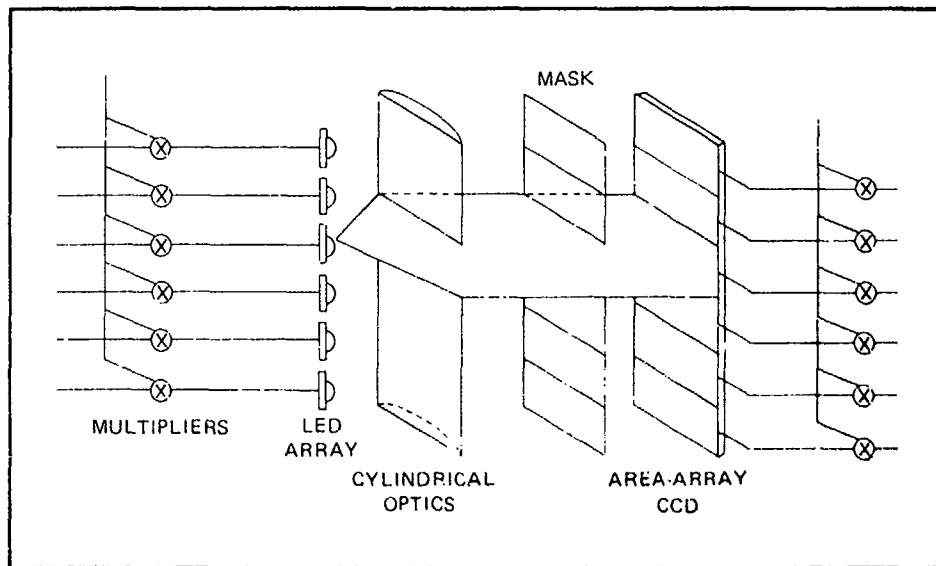 MASK
MULTIPLIERS
LED
ARRAY
CYLINDRICAL
OPTICS
AREA-ARRAY
CCD